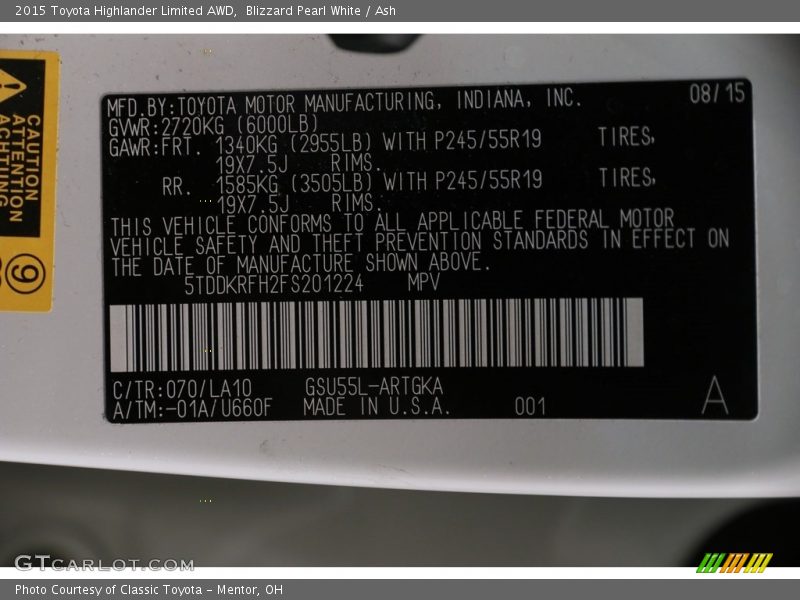 2015 Toyota Highlander Limited AWD,  Blizzard Pearl White / Ash
CAUTION
ATTENTION
ACHTUNG
9
MFD.BY:TOYOTA MOTOR MANUFACTURING, INDIANA, INC. 08/15
GVWR:2720KG (6000LB)
GAWR:FRT. 1340KG (2955LB) WITH P245/55R19 TIRES,
19X7.5J RIMS.
RR. 1585KG (3505LB) WITH P245/55R19 TIRES,
19X7.5J RIMS.
THIS VEHICLE CONFORMS TO ALL APPLICABLE FEDERAL MOTOR
VEHICLE SAFETY AND THEFT PREVENTION STANDARDS IN EFFECT ON
THE DATE OF MANUFACTURE SHOWN ABOVE.
5TDDKRFH2FS201224 MPV
C/TR:070/LA10 GSU55L-ARTGKA
A/TM:-01A/U660F MADE IN U.S.A. 001 A
GTCARLOT.COM
Photo Courtesy of Classic Toyota - Mentor, OH